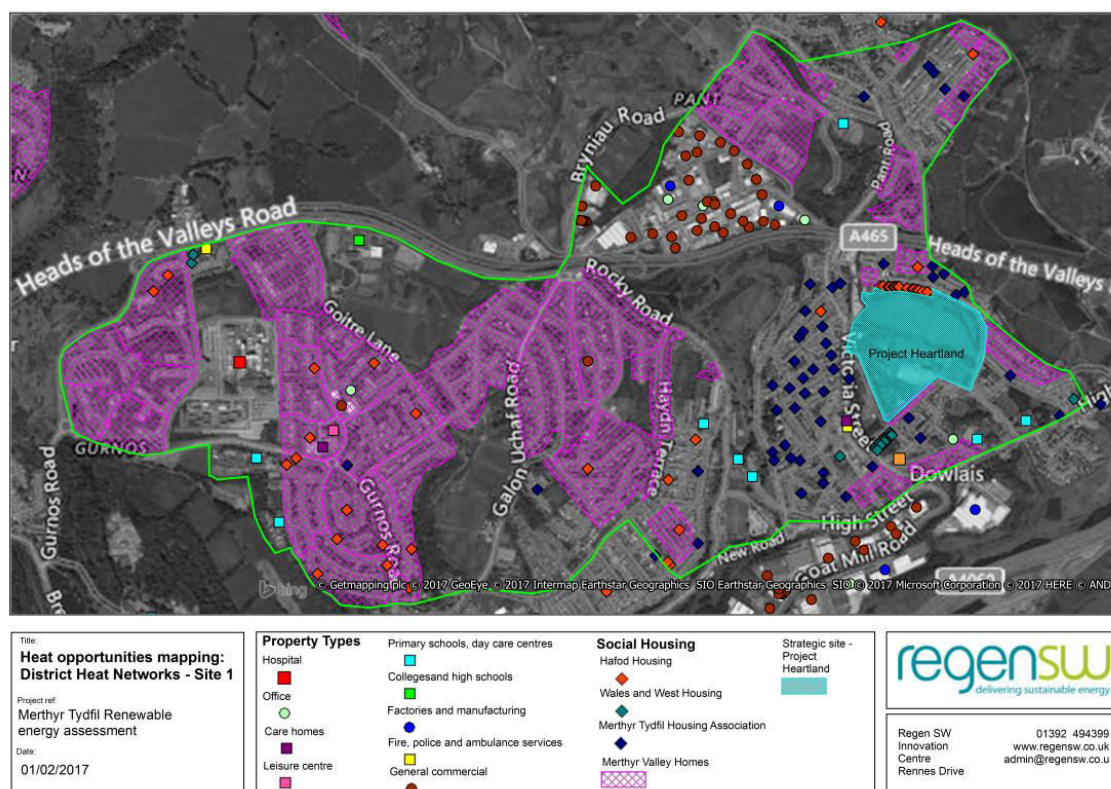 PANT
Bryniau Road
Pant Road
Heads of the Valleys Road
A465
Heads of the Valleys
Rocky Road
Goitre Lane
Project Heartland
Victoria Street
Galon Uchaf Road
Haydn Terrace
High
GURNOS
Gurnos Road
Gurnos Road
Dowlais
High Street
New Road
Goat Mill Road
bing
© Getmapping plc © 2017 GeoEye © 2017 Intermap Earthstar Geographics SIO Earthstar Geographics SIO © 2017 Microsoft Corporation © 2017 HERE © AND
Title:
Heat opportunities mapping:
District Heat Networks - Site 1
Project ref:
Merthyr Tydfil Renewable
energy assessment
Date:
01/02/2017
Property Types
Hospital
Office
Care homes
Leisure centre
Primary schools, day care centres
Collegesand high schools
Factories and manufacturing
Fire, police and ambulance services
General commercial
Social Housing
Hafod Housing
Wales and West Housing
Merthyr Tydfil Housing Association
Merthyr Valley Homes
Strategic site -
Project
Heartland
regensw
delivering sustainable energy
Regen SW 01392 494399
Innovation www.regensw.co.uk
Centre admin@regensw.co.u
Rennes Drive